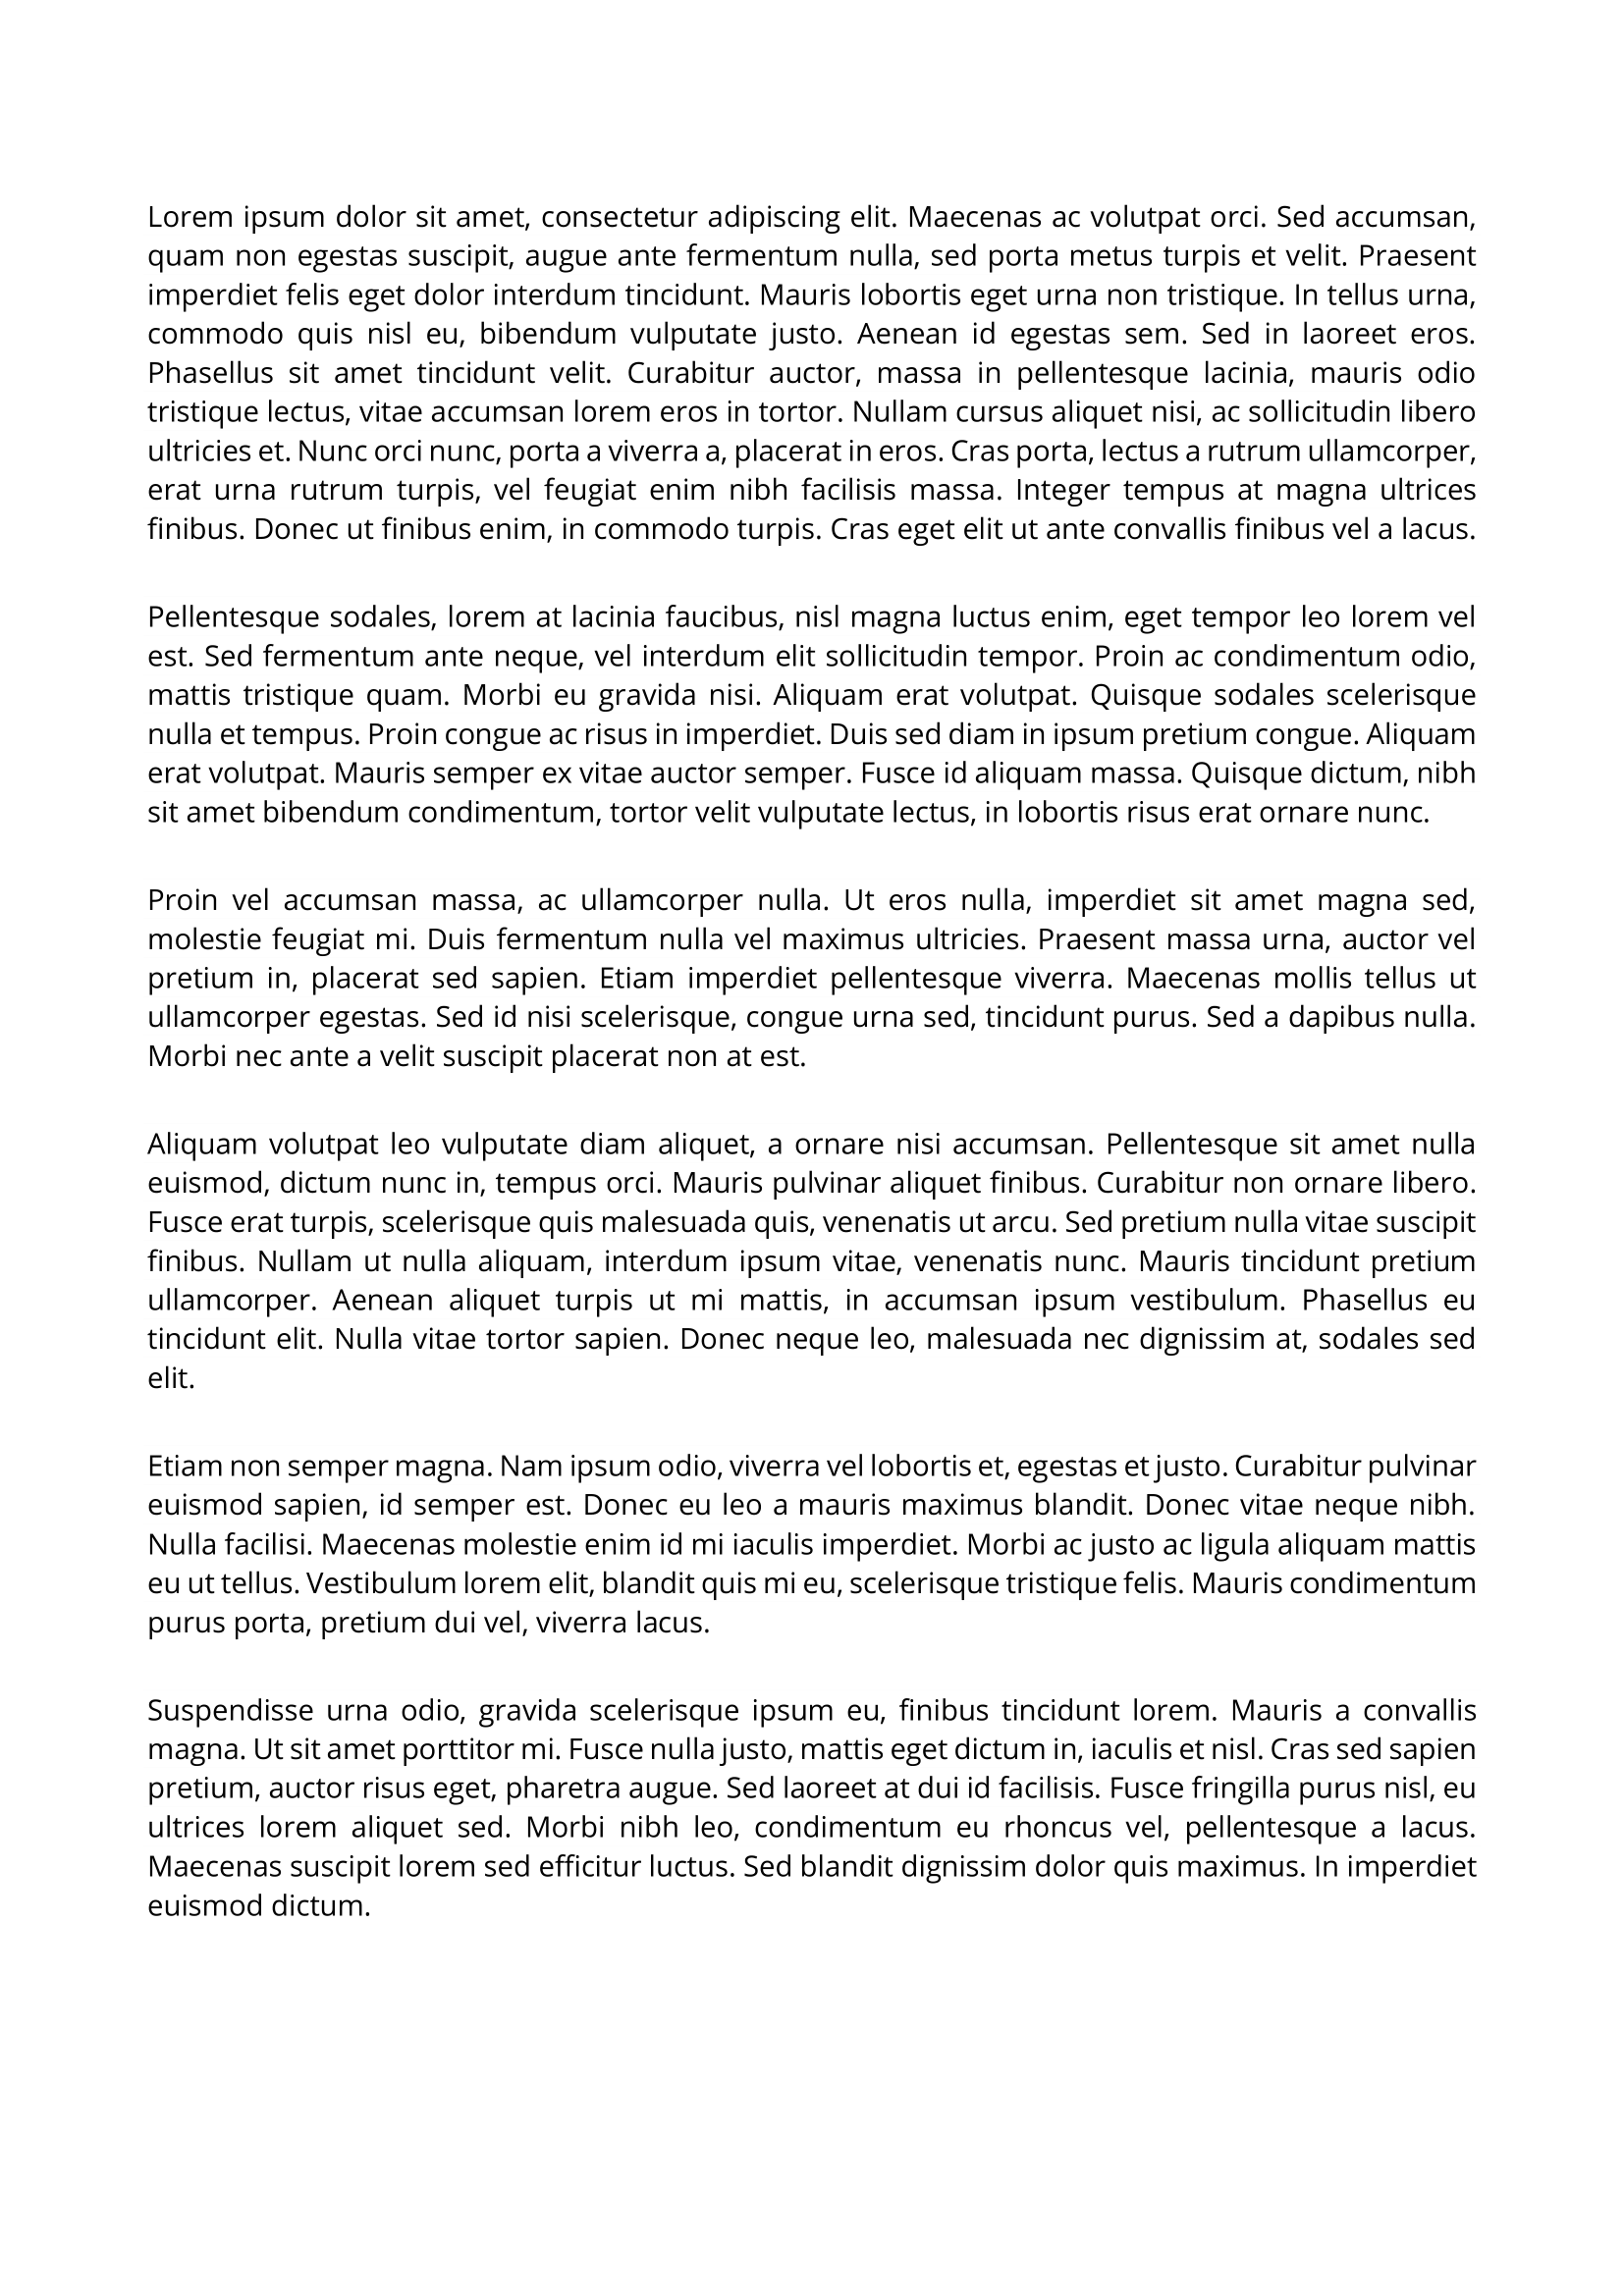 Lorem ipsum dolor sit amet, consectetur adipiscing elit. Maecenas ac volutpat orci. Sed accumsan,
quam non egestas suscipit, augue ante fermentum nulla, sed porta metus turpis et velit. Praesent
imperdiet felis eget dolor interdum tincidunt. Mauris lobortis eget urna non tristique. In tellus urna,
commodo quis nisl eu, bibendum vulputate justo. Aenean id egestas sem. Sed in laoreet eros.
Phasellus sit amet tincidunt velit. Curabitur auctor, massa in pellentesque lacinia, mauris odio
tristique lectus, vitae accumsan lorem eros in tortor. Nullam cursus aliquet nisi, ac sollicitudin libero
ultricies et. Nunc orci nunc, porta a viverra a, placerat in eros. Cras porta, lectus a rutrum ullamcorper,
erat urna rutrum turpis, vel feugiat enim nibh facilisis massa. Integer tempus at magna ultrices
finibus. Donec ut finibus enim, in commodo turpis. Cras eget elit ut ante convallis finibus vel a lacus.

Pellentesque sodales, lorem at lacinia faucibus, nisl magna luctus enim, eget tempor leo lorem vel
est. Sed fermentum ante neque, vel interdum elit sollicitudin tempor. Proin ac condimentum odio,
mattis tristique quam. Morbi eu gravida nisi. Aliquam erat volutpat. Quisque sodales scelerisque
nulla et tempus. Proin congue ac risus in imperdiet. Duis sed diam in ipsum pretium congue. Aliquam
erat volutpat. Mauris semper ex vitae auctor semper. Fusce id aliquam massa. Quisque dictum, nibh
sit amet bibendum condimentum, tortor velit vulputate lectus, in lobortis risus erat ornare nunc.

Proin vel accumsan massa, ac ullamcorper nulla. Ut eros nulla, imperdiet sit amet magna sed,
molestie feugiat mi. Duis fermentum nulla vel maximus ultricies. Praesent massa urna, auctor vel
pretium in, placerat sed sapien. Etiam imperdiet pellentesque viverra. Maecenas mollis tellus ut
ullamcorper egestas. Sed id nisi scelerisque, congue urna sed, tincidunt purus. Sed a dapibus nulla.
Morbi nec ante a velit suscipit placerat non at est.

Aliquam volutpat leo vulputate diam aliquet, a ornare nisi accumsan. Pellentesque sit amet nulla
euismod, dictum nunc in, tempus orci. Mauris pulvinar aliquet finibus. Curabitur non ornare libero.
Fusce erat turpis, scelerisque quis malesuada quis, venenatis ut arcu. Sed pretium nulla vitae suscipit
finibus. Nullam ut nulla aliquam, interdum ipsum vitae, venenatis nunc. Mauris tincidunt pretium
ullamcorper. Aenean aliquet turpis ut mi mattis, in accumsan ipsum vestibulum. Phasellus eu
tincidunt elit. Nulla vitae tortor sapien. Donec neque leo, malesuada nec dignissim at, sodales sed
elit.

Etiam non semper magna. Nam ipsum odio, viverra vel lobortis et, egestas et justo. Curabitur pulvinar
euismod sapien, id semper est. Donec eu leo a mauris maximus blandit. Donec vitae neque nibh.
Nulla facilisi. Maecenas molestie enim id mi iaculis imperdiet. Morbi ac justo ac ligula aliquam mattis
eu ut tellus. Vestibulum lorem elit, blandit quis mi eu, scelerisque tristique felis. Mauris condimentum
purus porta, pretium dui vel, viverra lacus.

Suspendisse urna odio, gravida scelerisque ipsum eu, finibus tincidunt lorem. Mauris a convallis
magna. Ut sit amet porttitor mi. Fusce nulla justo, mattis eget dictum in, iaculis et nisl. Cras sed sapien
pretium, auctor risus eget, pharetra augue. Sed laoreet at dui id facilisis. Fusce fringilla purus nisl, eu
ultrices lorem aliquet sed. Morbi nibh leo, condimentum eu rhoncus vel, pellentesque a lacus.
Maecenas suscipit lorem sed efficitur luctus. Sed blandit dignissim dolor quis maximus. In imperdiet
euismod dictum.